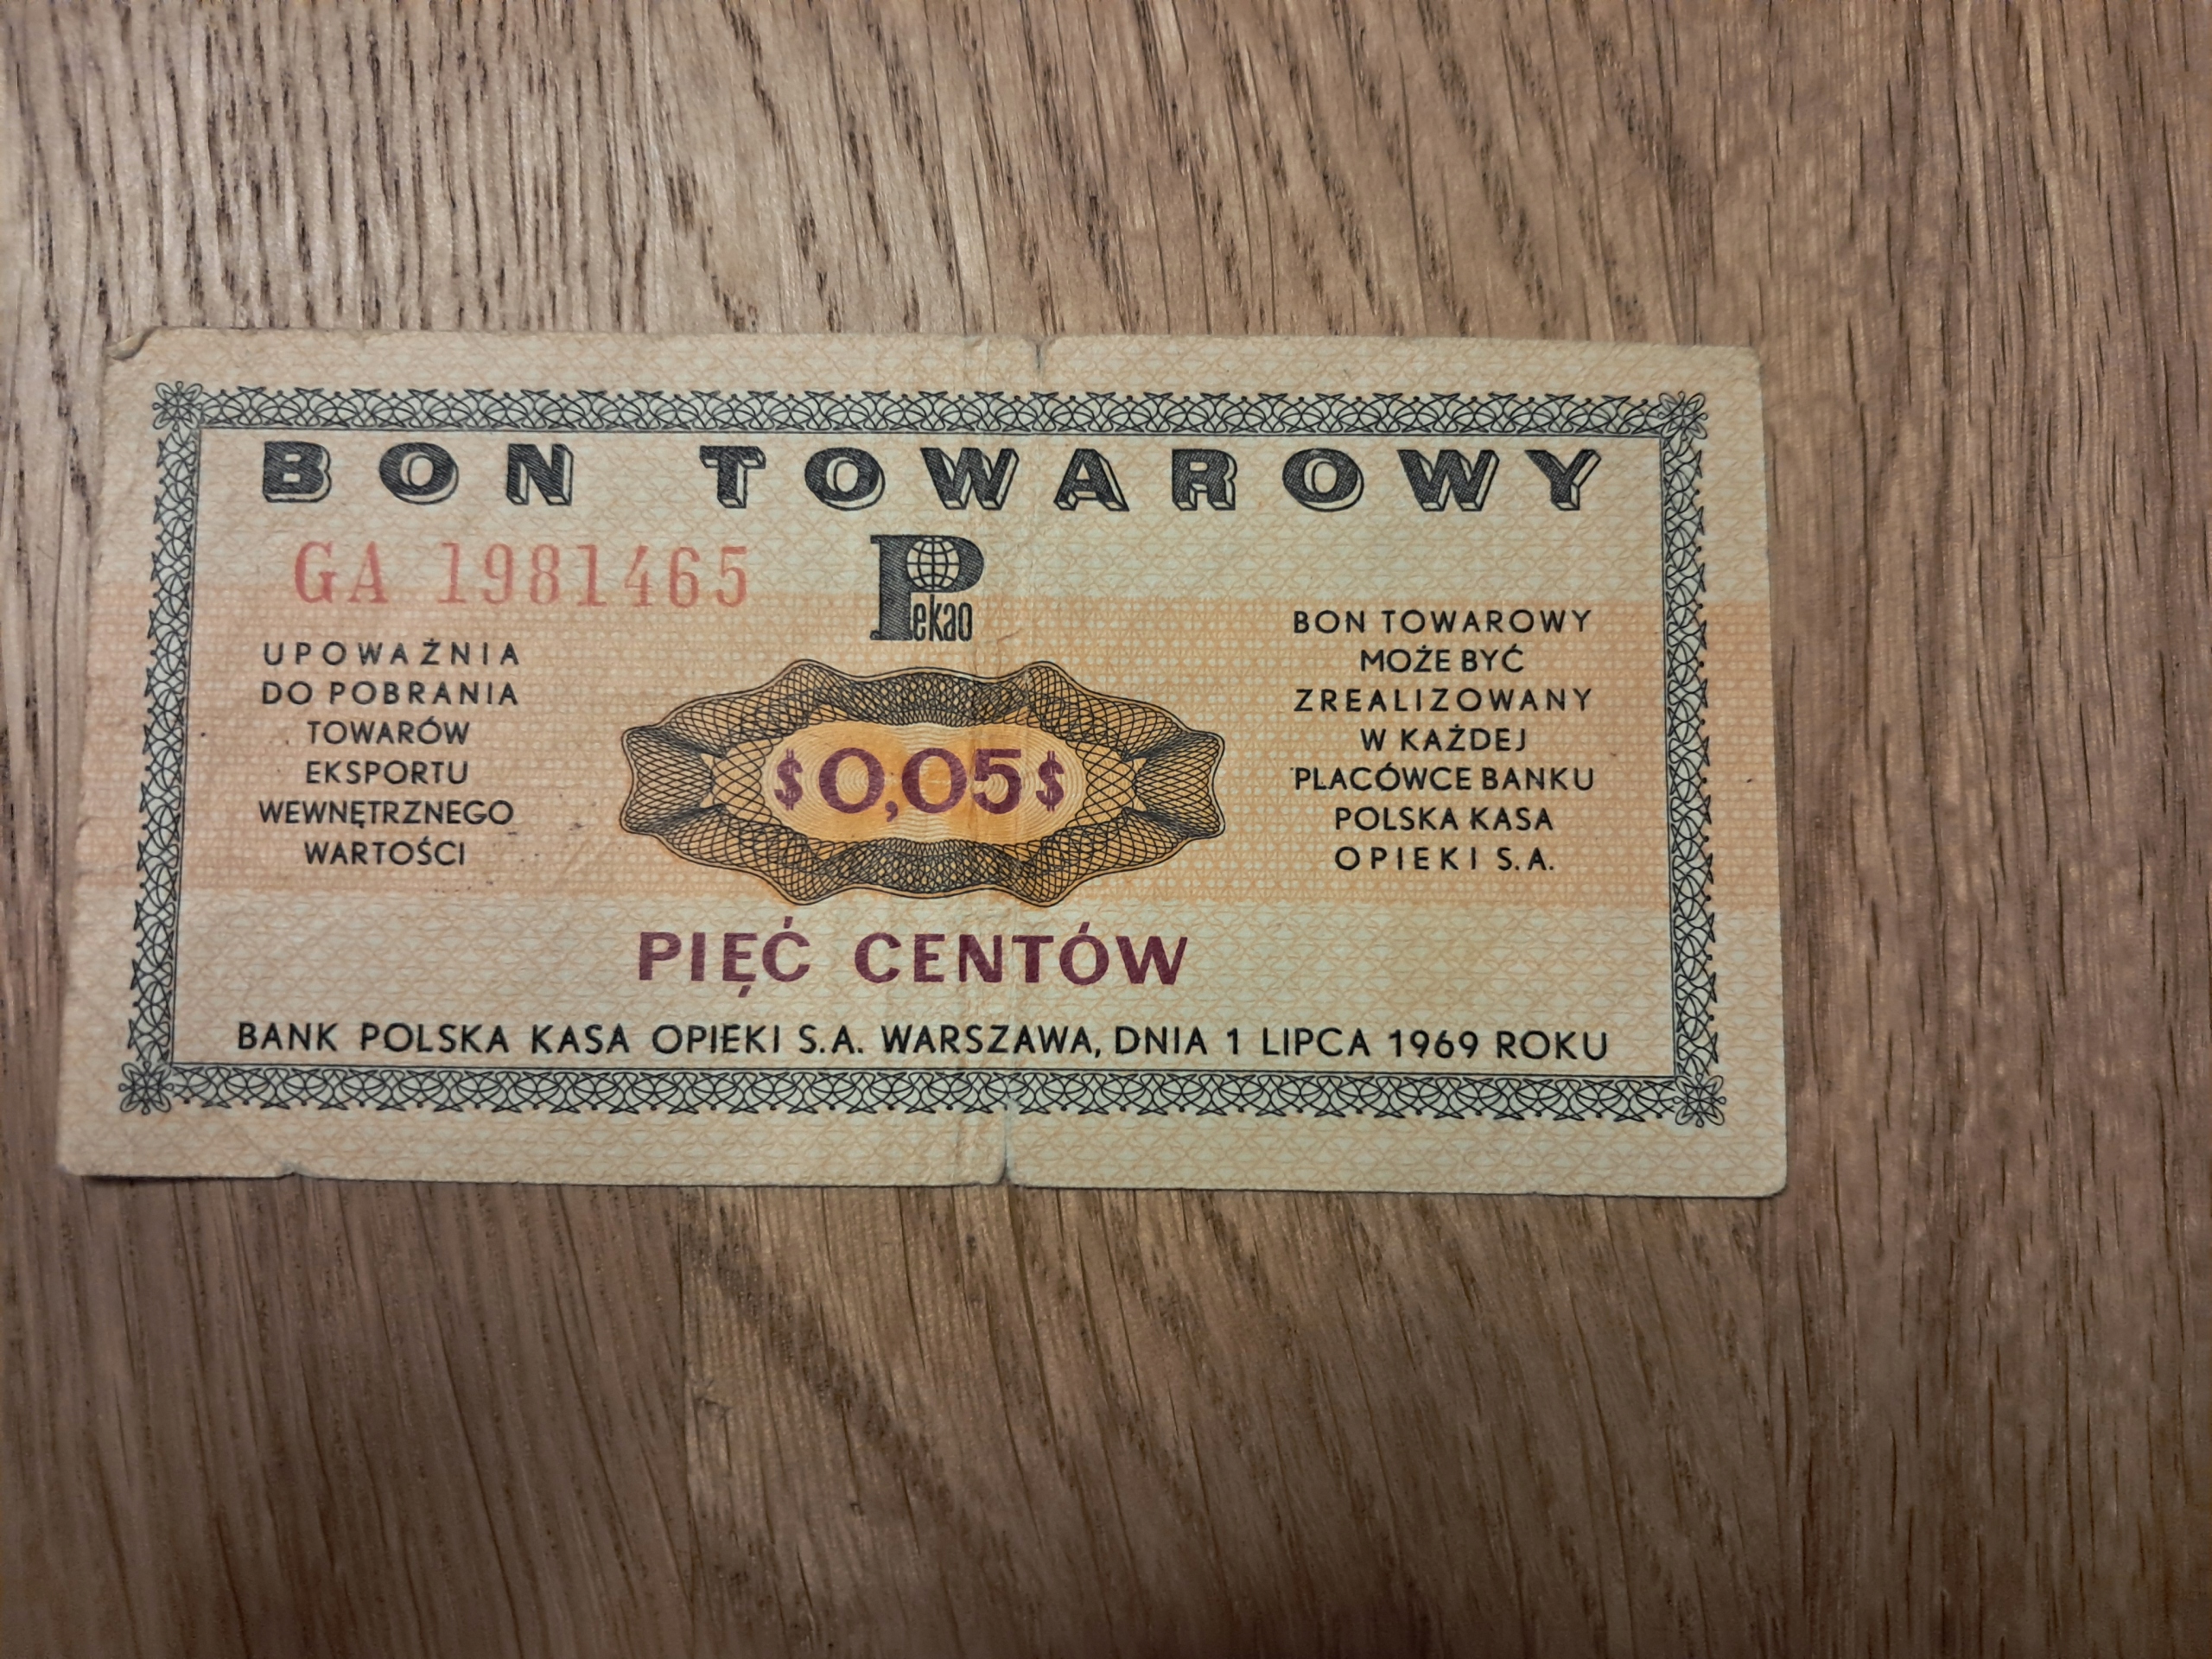 BON TOWAROWY
GA 1981465
Pekao
UPOWAŻNIA
DO POBRANIA
TOWARÓW
EKSPORTU
WEWNĘTRZNEGO
WARTOŚCI
$0,05$
BON TOWAROWY
MOŻE BYĆ
ZREALIZOWANY
W KAŻDEJ
PLACÓWCE BANKU
POLSKA KASA
OPIEKI S.A.
PIĘĆ CENTÓW
BANK POLSKA KASA OPIEKI S.A. WARSZAWA, DNIA 1 LIPCA 1969 ROKU